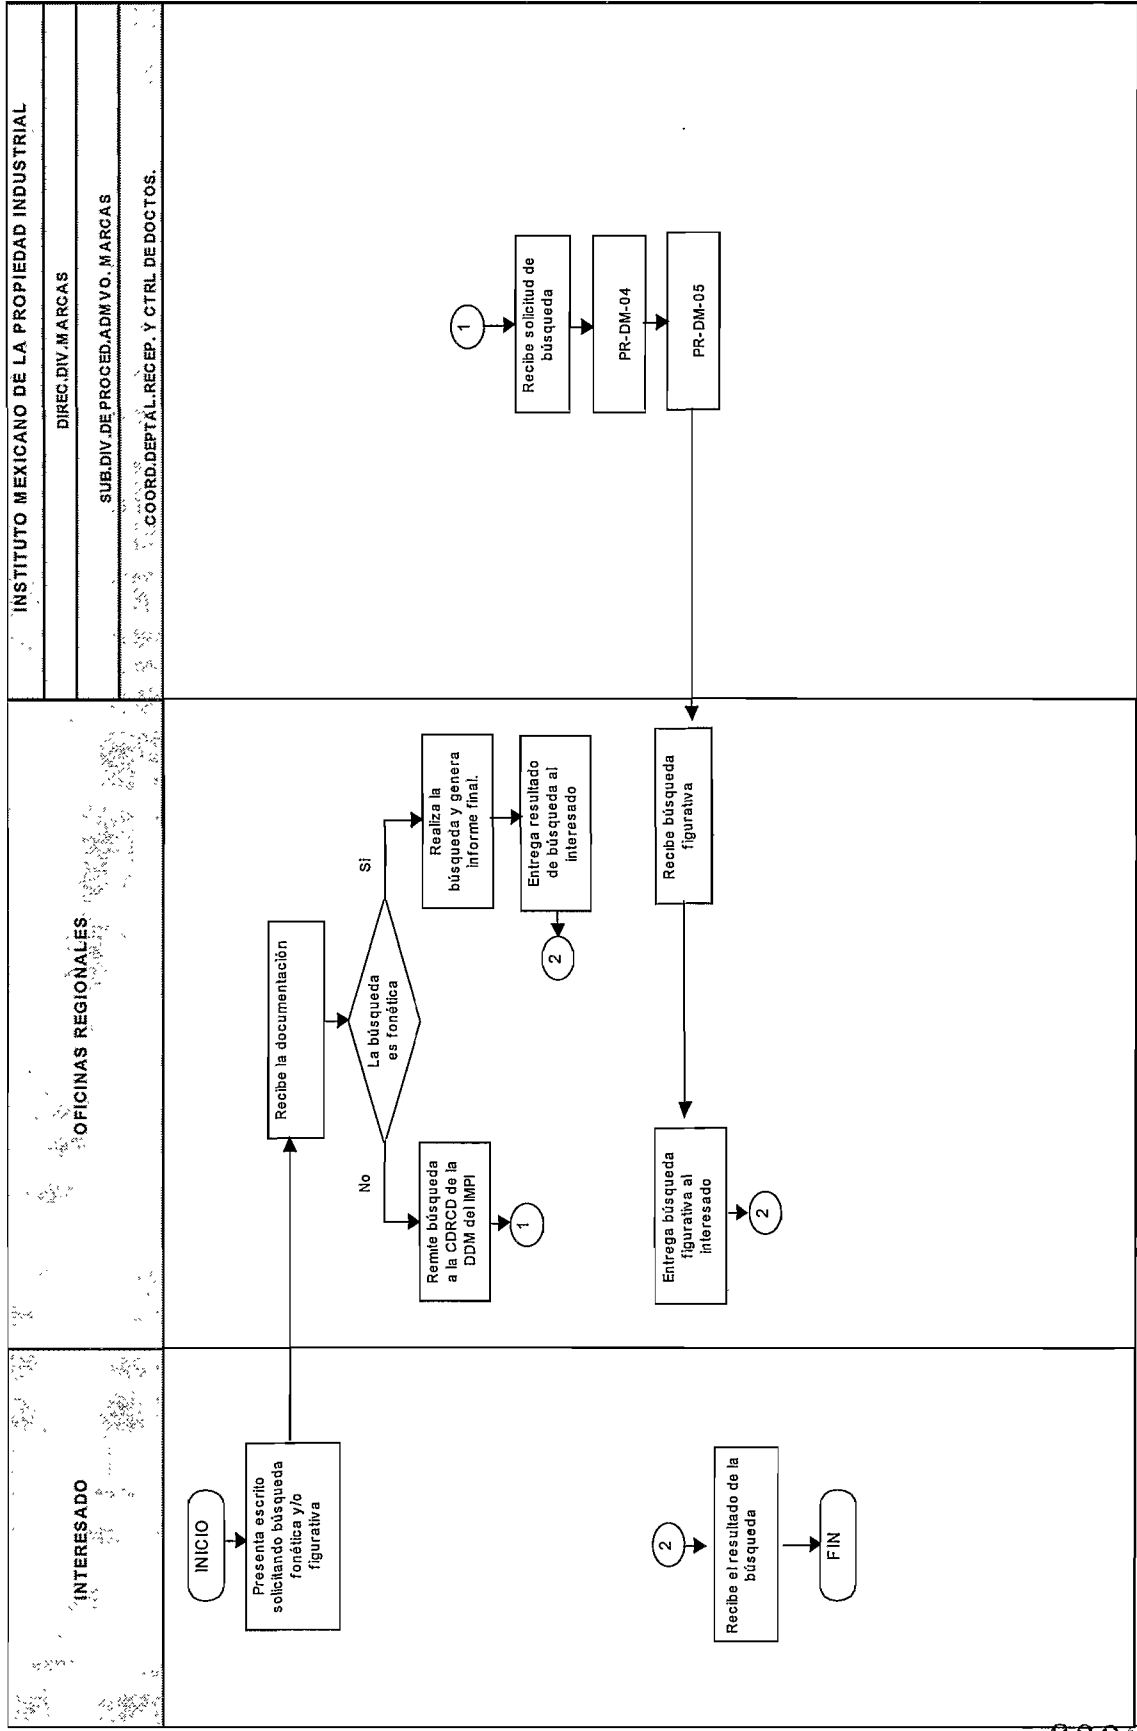 INTERESADO
OFICINAS REGIONALES
INSTITUTO MEXICANO DE LA PROPIEDAD INDUSTRIAL
DIREC.DIV.MARCAS
SUB.DIV.DE PROCED.ADMVO. MARCAS
COORD.DEPTAL.RECEP. Y CTRL DE DOCTOS.
INICIO
Presenta escrito
solicitando búsqueda
fonética y/o
figurativa
Recibe la documentación
La búsqueda
es fonética
No
Si
Remite búsqueda
a la CDRCD de la
DDM del IMPI
1
Realiza la
búsqueda y genera
informe final.
Entrega resultado
de búsqueda al
interesado
2
1
Recibe solicitud de
búsqueda
PR-DM-04
PR-DM-05
Recibe búsqueda
figurativa
Entrega búsqueda
figurativa al
interesado
2
2
Recibe el resultado de la
búsqueda
FIN